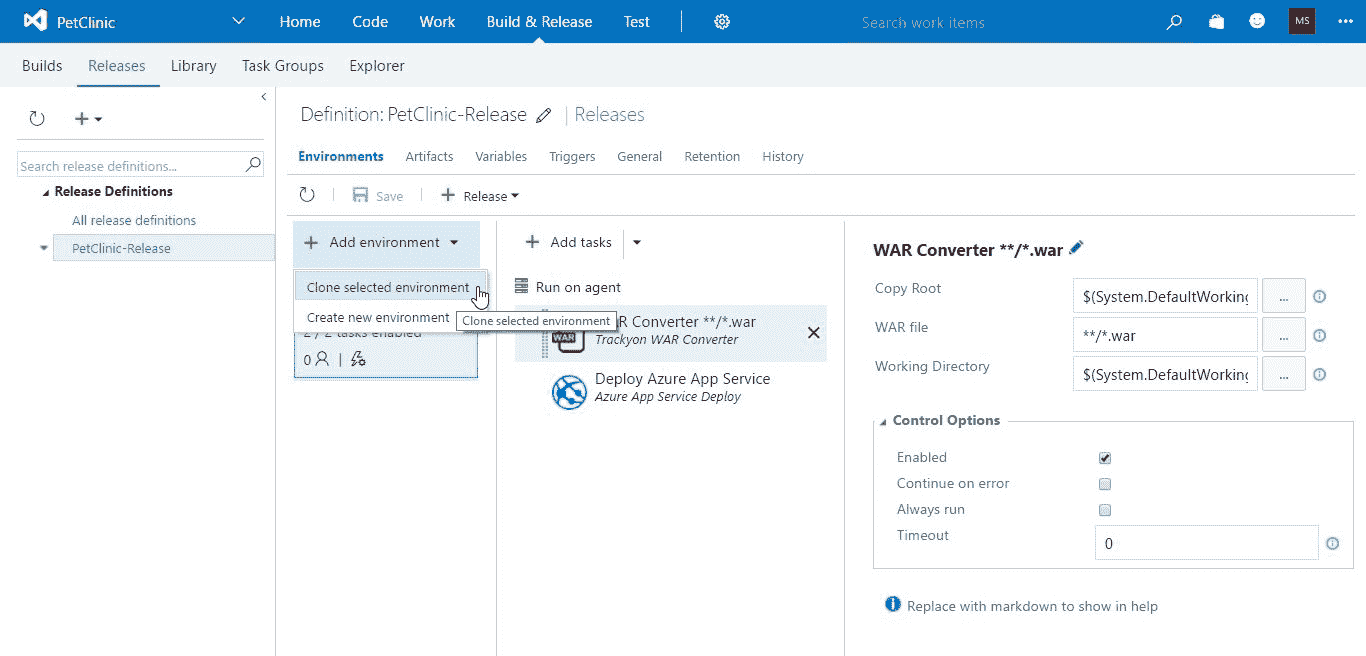 PetClinic Home Code Work Build & Release Test Search work items MS
Builds Releases Library Task Groups Explorer
Search release definitions...
Release Definitions
All release definitions
PetClinic-Release
Definition: PetClinic-Release | Releases
Environments Artifacts Variables Triggers General Retention History
Save Release
Add environment
Clone selected environment
Create new environment
Clone selected environment
2 / 2 tasks enabled
0 |
Add tasks
Run on agent
WAR Converter **/*.war
Trackyon WAR Converter
WAR
Deploy Azure App Service
Azure App Service Deploy
WAR Converter **/*.war
Copy Root $(System.DefaultWorking ...
WAR file **/*.war ...
Working Directory $(System.DefaultWorking ...
Control Options
Enabled
Continue on error
Always run
Timeout 0
Replace with markdown to show in help